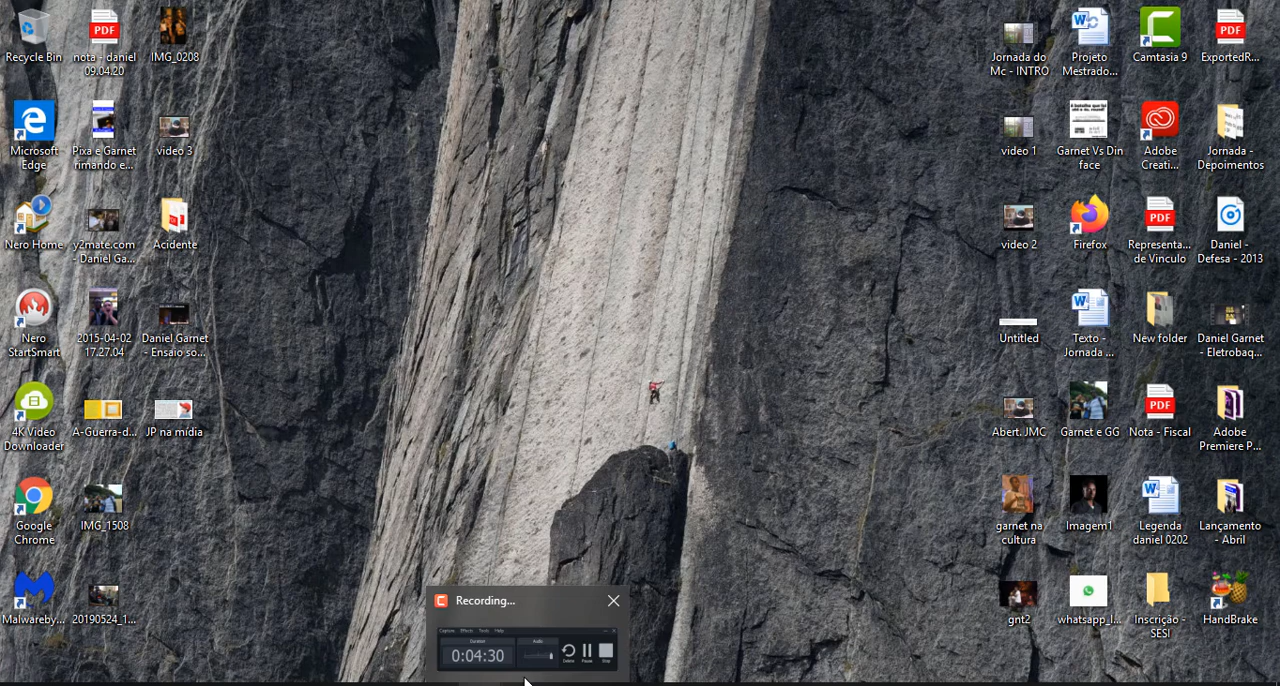 Recycle Bin
nota - daniel
09.04.20
IMG_0208
Microsoft
Edge
Pixa e Garnet
rimando e...
video 3
Nero Home
y2mate.com
- Daniel Ga...
Acidente
Nero
StartSmart
2015-04-02
17.27.04
Daniel Garnet
- Ensaio so...
4K Video
Downloader
A-Guerra-d...
JP na mídia
Google
Chrome
IMG_1508
Malwareby...
20190524_1...
Jornada do
Mc - INTRO
Projeto
Mestrado...
Camtasia 9
PDF
ExportedR...
video 1
Garnet Vs Din
face
Adobe
Creati...
Jornada -
Depoimentos
video 2
Firefox
PDF
Representa...
de Vinculo
Daniel -
Defesa - 2013
Untitled
Texto -
Jornada ...
New folder
Daniel Garnet
- Eletrobaq...
Abert. JMC
Garnet e GG
PDF
Nota - Fiscal
Adobe
Premiere P...
garnet na
cultura
Imagem1
Legenda
daniel 0202
Lançamento
- Abril
gnt2
whatsapp_l...
Inscrição -
SESI
HandBrake
Recording...
Capture Effects Tools Help
Duration
Audio
0:04:30
Delete
Pause
Stop